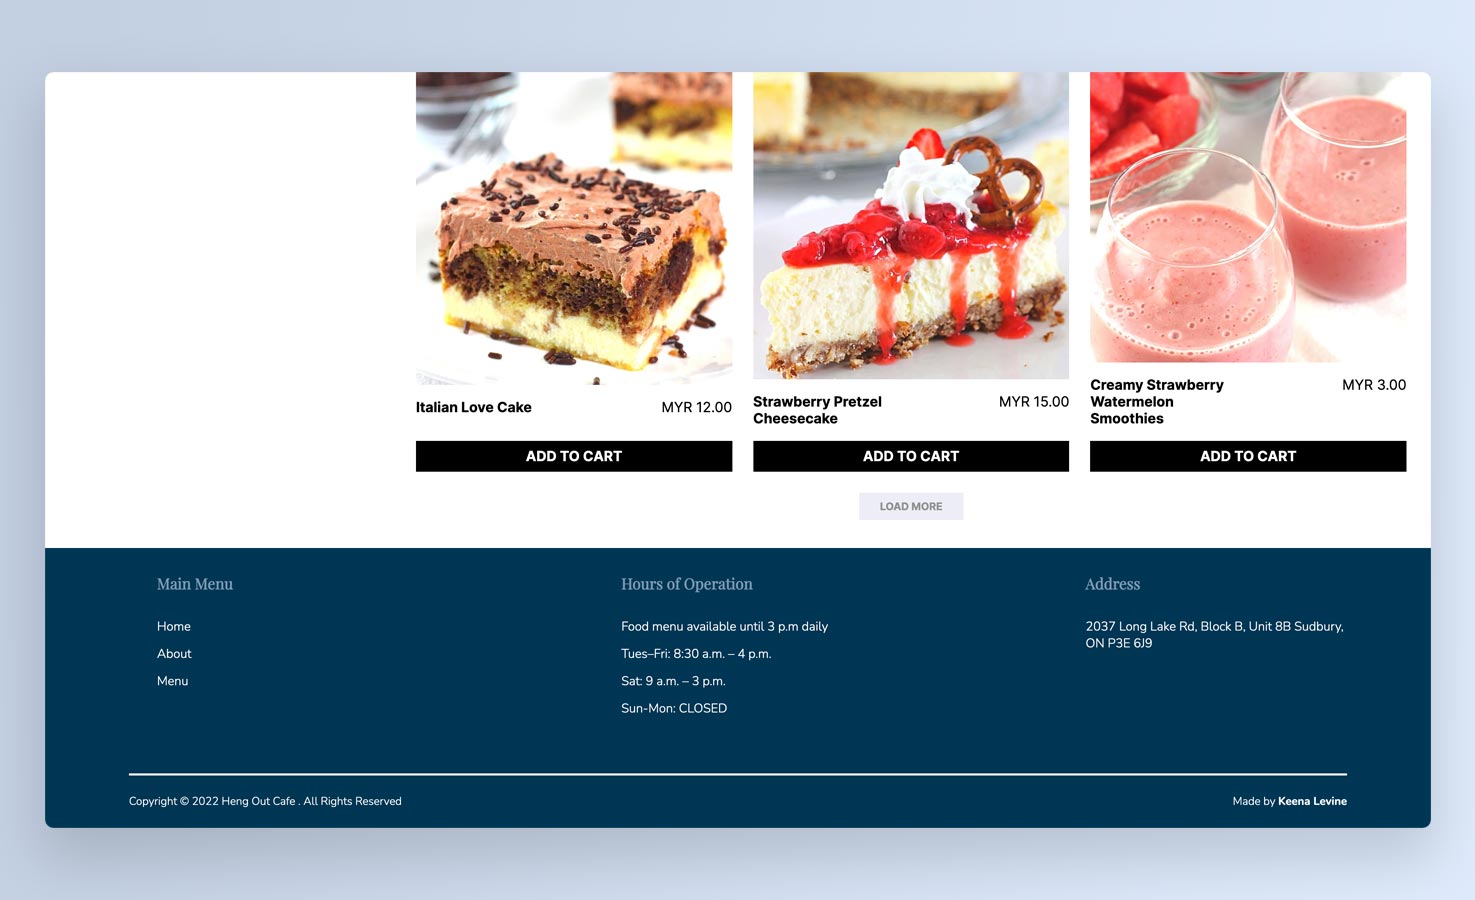 Italian Love Cake
MYR 12.00
Strawberry Pretzel
Cheesecake
MYR 15.00
Creamy Strawberry
Watermelon
Smoothies
MYR 3.00
ADD TO CART
ADD TO CART
ADD TO CART
LOAD MORE
Main Menu
Home
About
Menu
Hours of Operation
Food menu available until 3 p.m daily
Tues–Fri: 8:30 a.m. – 4 p.m.
Sat: 9 a.m. – 3 p.m.
Sun-Mon: CLOSED
Address
2037 Long Lake Rd, Block B, Unit 8B Sudbury,
ON P3E 6J9
Copyright © 2022 Heng Out Cafe . All Rights Reserved
Made by Keena Levine